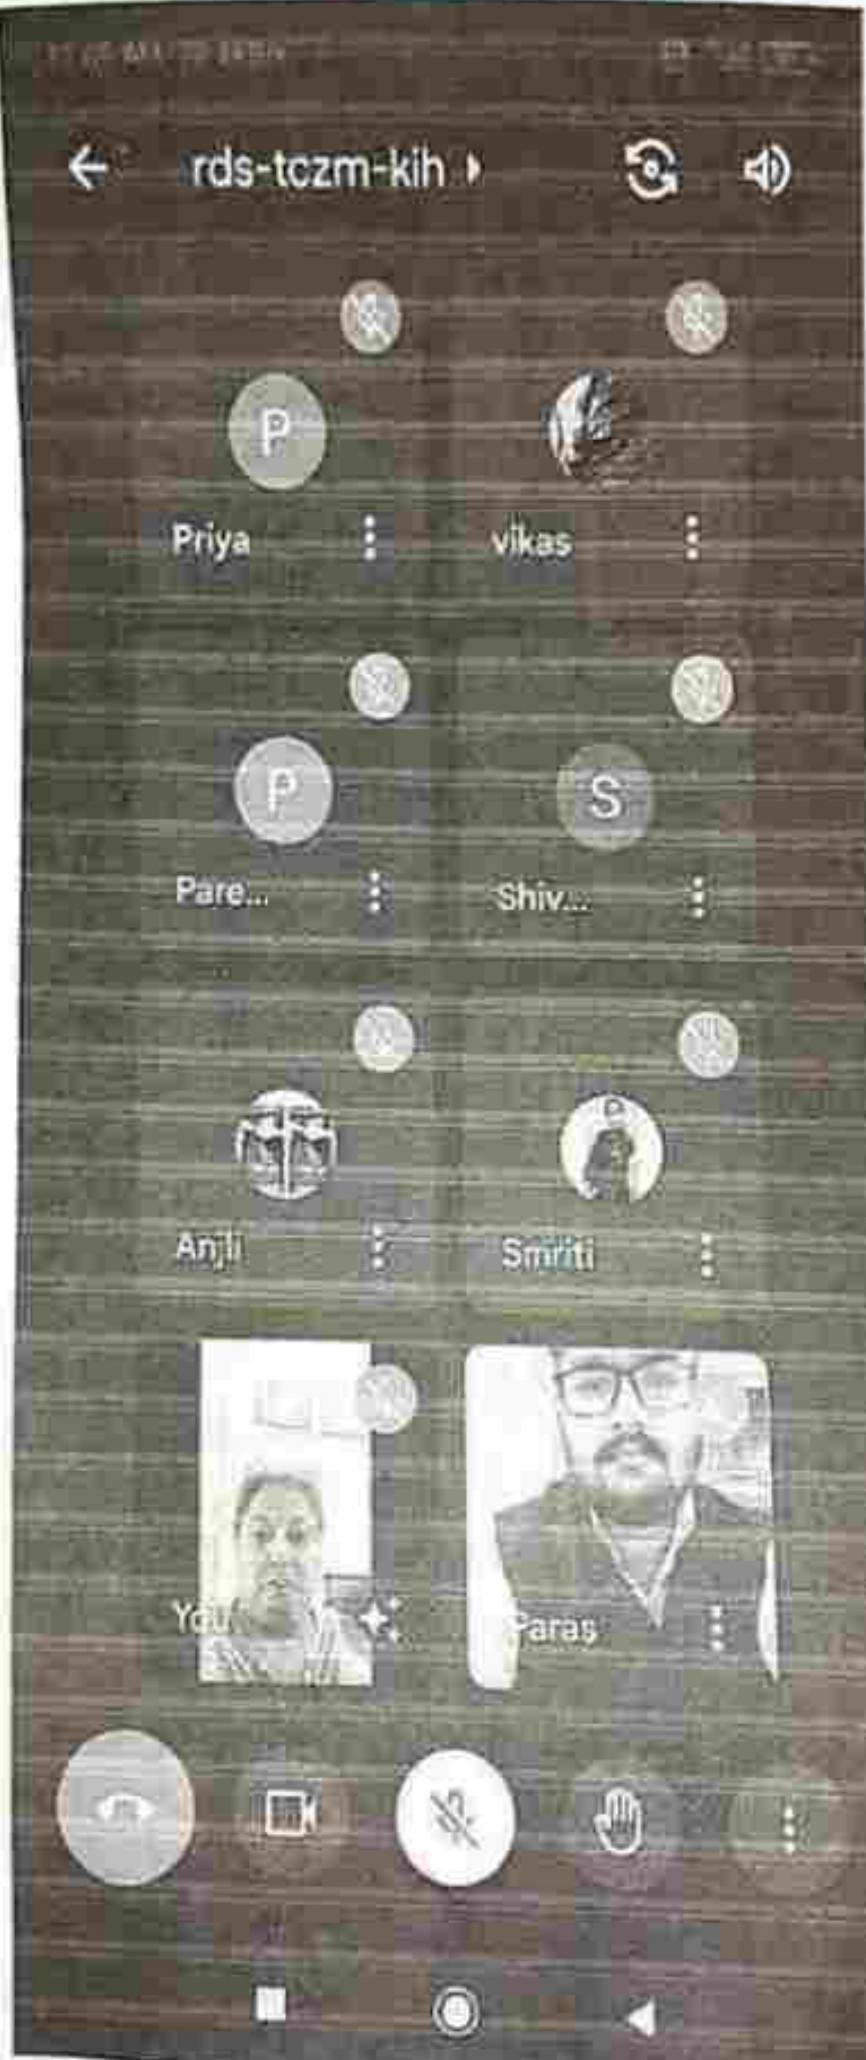 rds-tczm-kih
P
Priya
vikas
P
S
Pare...
Shiv...
Anjli
Smriti
You
Paras